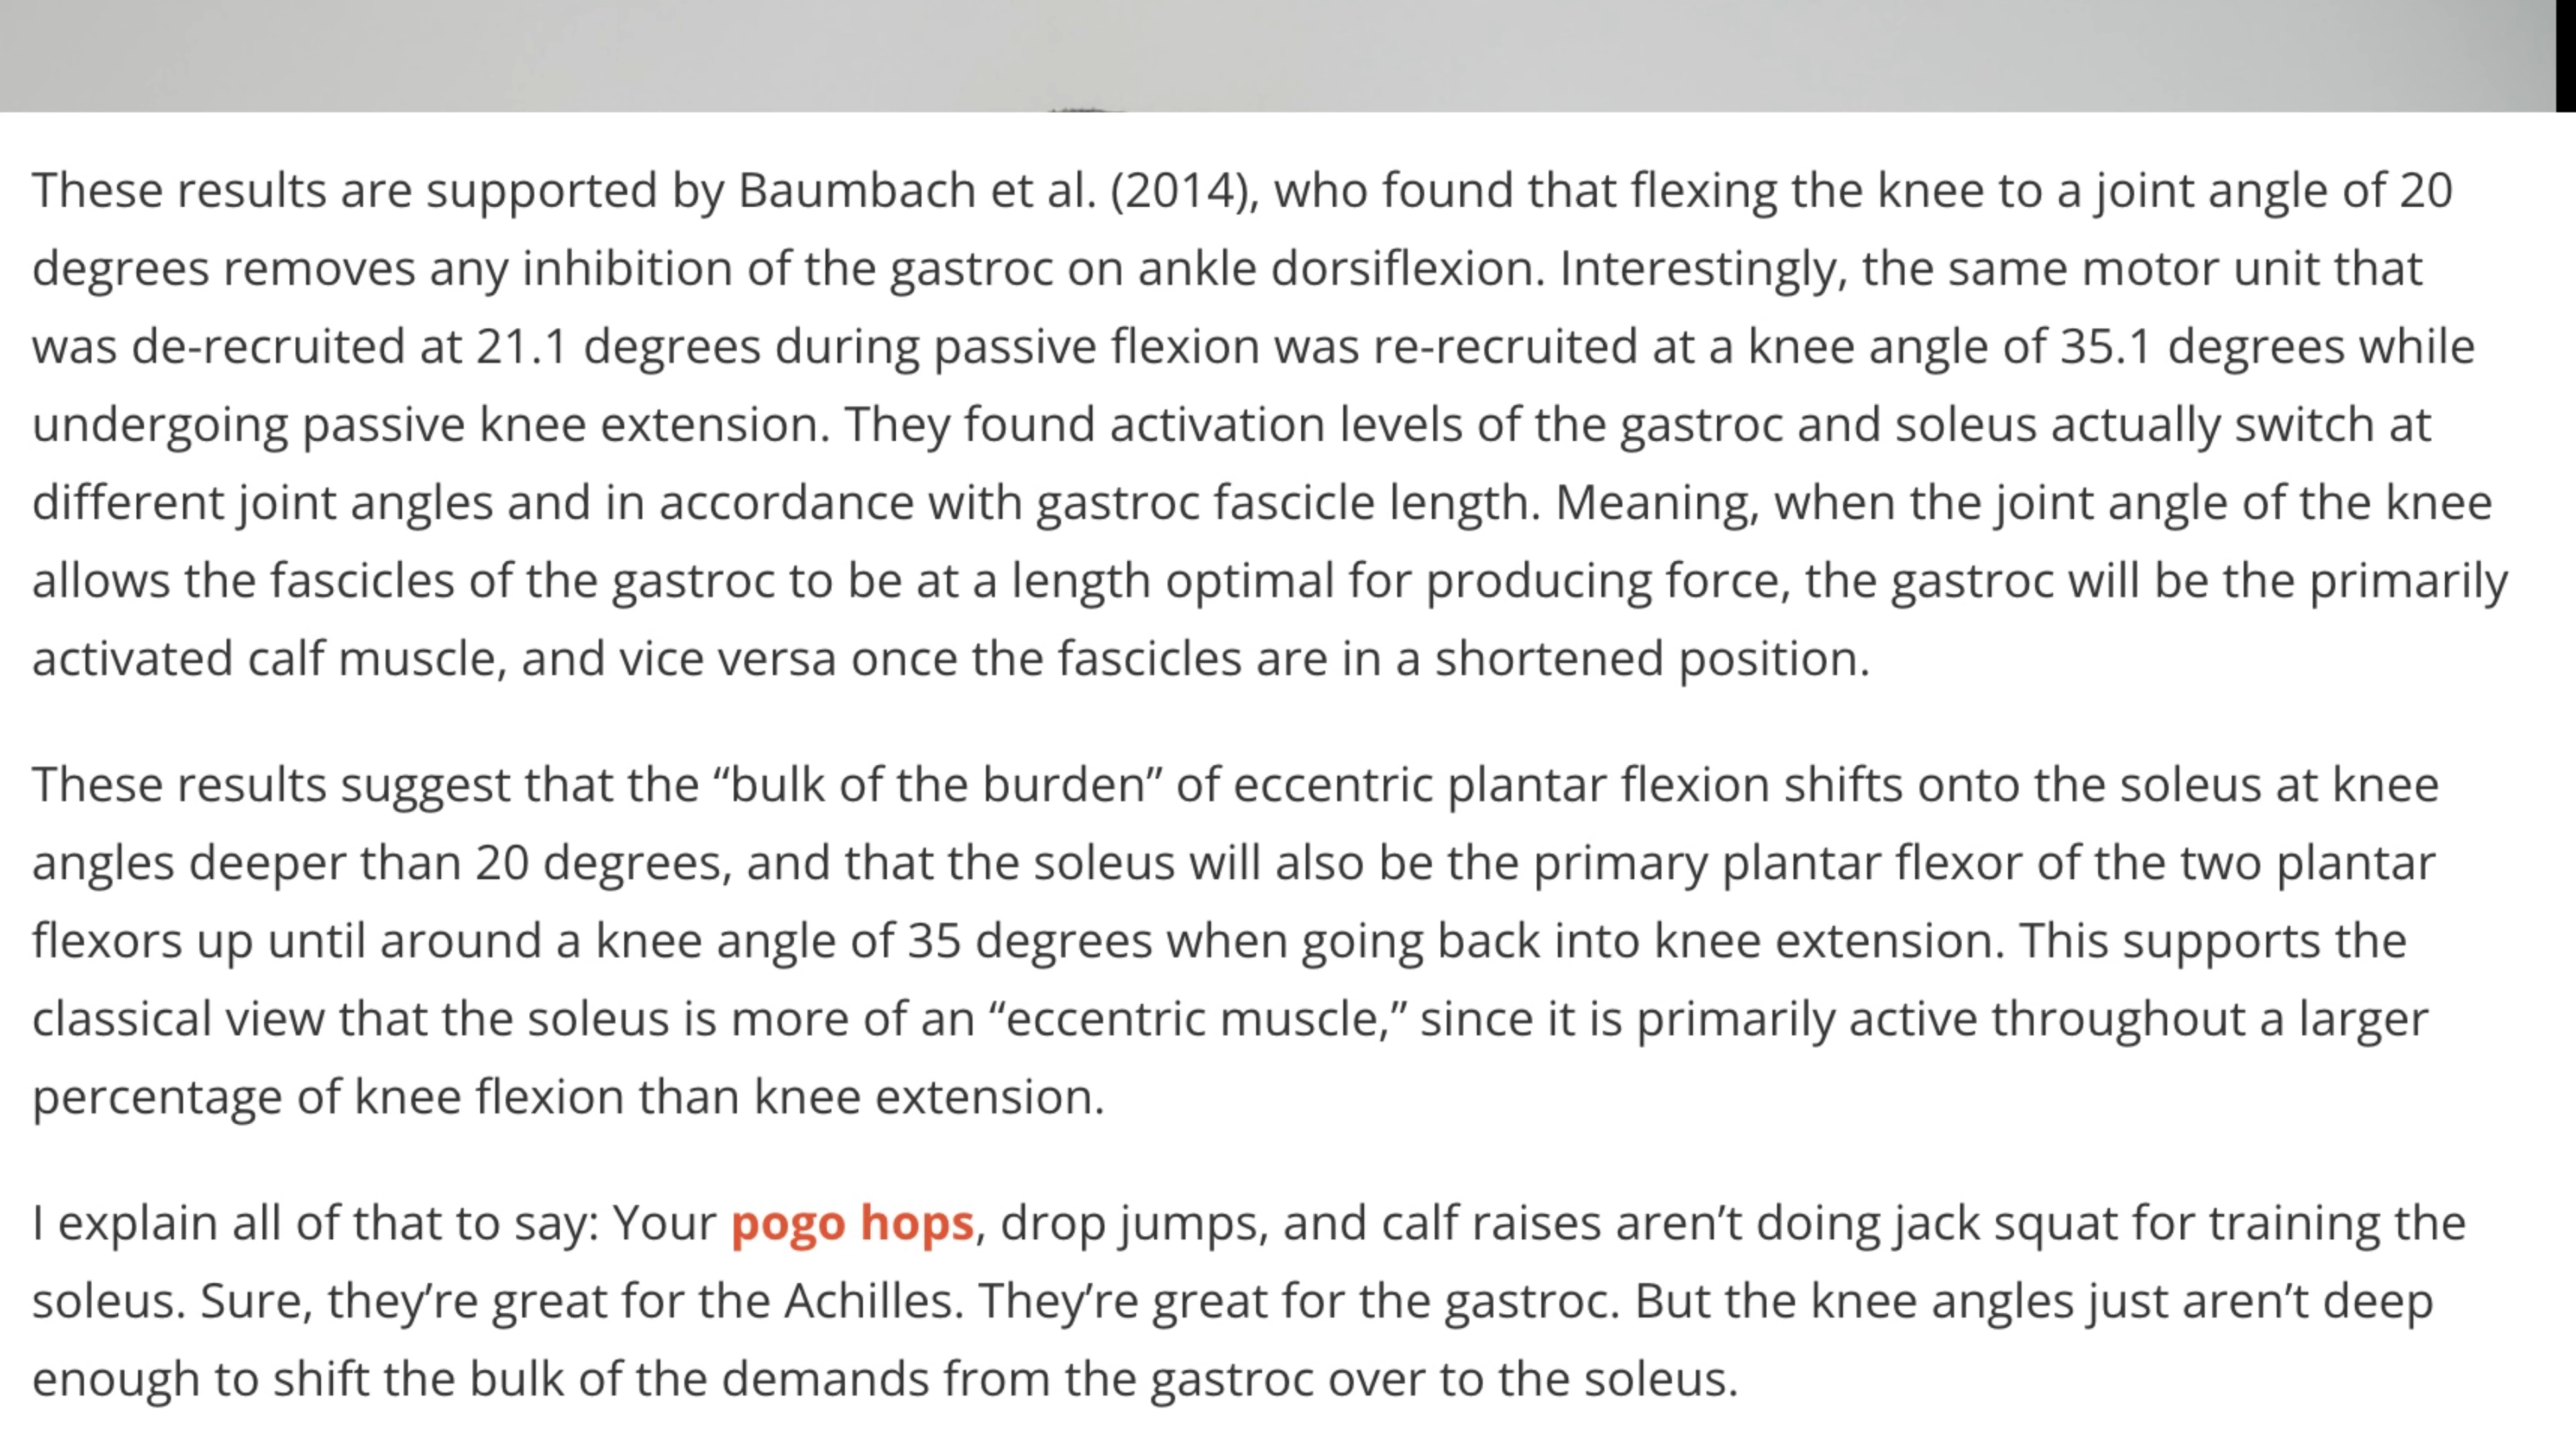 These results are supported by Baumbach et al. (2014), who found that flexing the knee to a joint angle of 20
degrees removes any inhibition of the gastroc on ankle dorsiflexion. Interestingly, the same motor unit that
was de-recruited at 21.1 degrees during passive flexion was re-recruited at a knee angle of 35.1 degrees while
undergoing passive knee extension. They found activation levels of the gastroc and soleus actually switch at
different joint angles and in accordance with gastroc fascicle length. Meaning, when the joint angle of the knee
allows the fascicles of the gastroc to be at a length optimal for producing force, the gastroc will be the primarily
activated calf muscle, and vice versa once the fascicles are in a shortened position.
These results suggest that the “bulk of the burden” of eccentric plantar flexion shifts onto the soleus at knee
angles deeper than 20 degrees, and that the soleus will also be the primary plantar flexor of the two plantar
flexors up until around a knee angle of 35 degrees when going back into knee extension. This supports the
classical view that the soleus is more of an “eccentric muscle,” since it is primarily active throughout a larger
percentage of knee flexion than knee extension.
I explain all of that to say: Your pogo hops, drop jumps, and calf raises aren’t doing jack squat for training the
soleus. Sure, they’re great for the Achilles. They’re great for the gastroc. But the knee angles just aren’t deep
enough to shift the bulk of the demands from the gastroc over to the soleus.